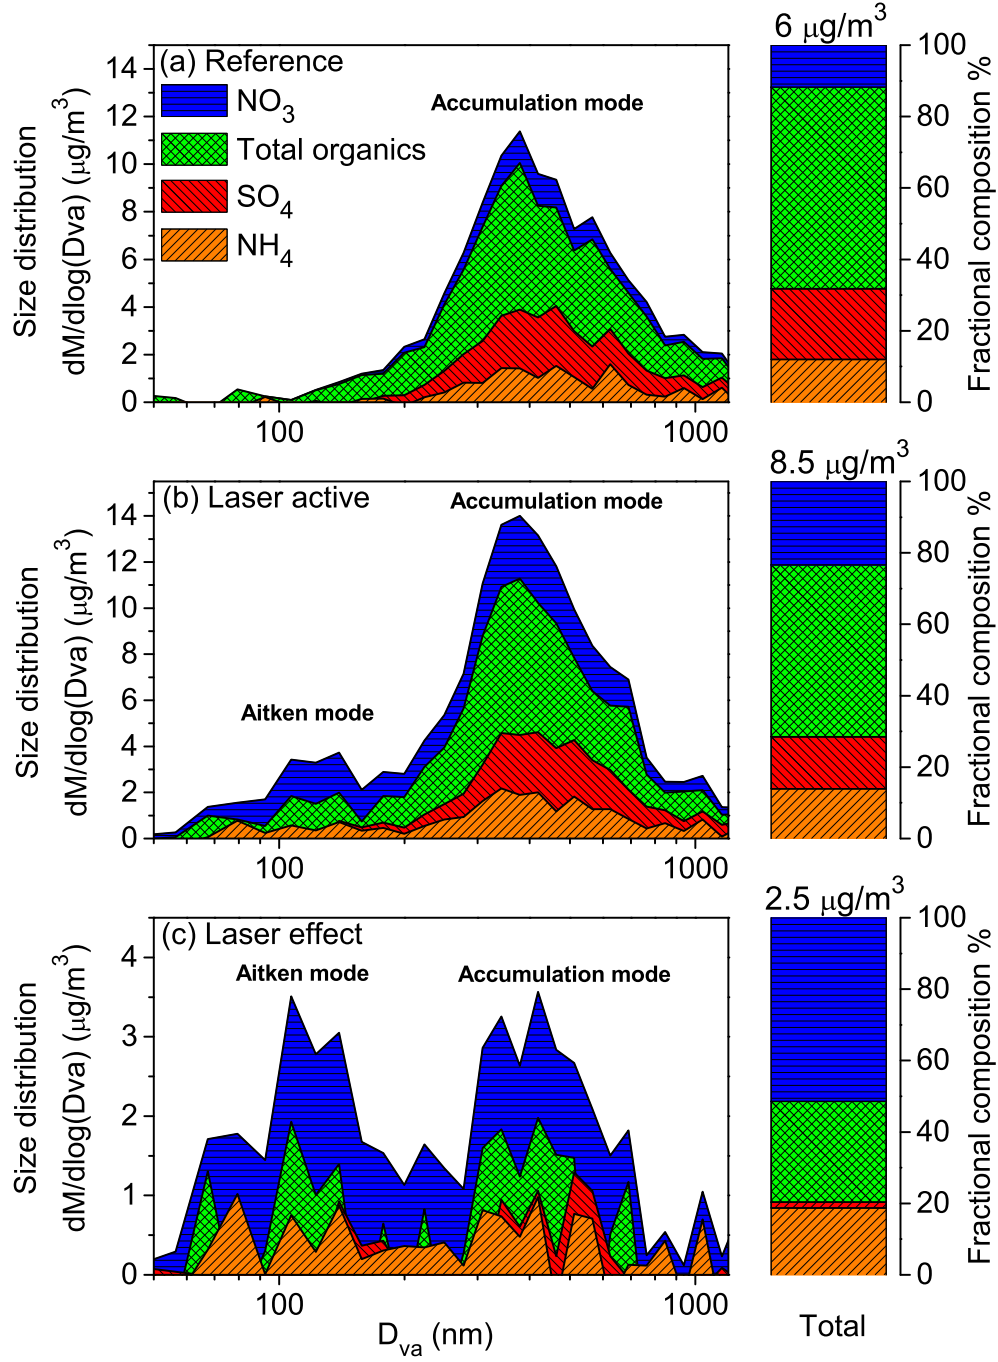 6 μg/m³
(a) Reference
NO₃
Total organics
SO₄
NH₄
Accumulation mode
Size distribution
dM/dlog(Dva) (μg/m³)
14
12
10
8
6
4
2
0
100
1000
100
80
60
40
20
0
Fractional composition %
8.5 μg/m³
(b) Laser active
Accumulation mode
Aitken mode
Size distribution
dM/dlog(Dva) (μg/m³)
14
12
10
8
6
4
2
0
100
1000
100
80
60
40
20
0
Fractional composition %
2.5 μg/m³
(c) Laser effect
Aitken mode
Accumulation mode
Size distribution
dM/dlog(Dva) (μg/m³)
4
3
2
1
0
100
1000
D_va (nm)
100
80
60
40
20
0
Fractional composition %
Total